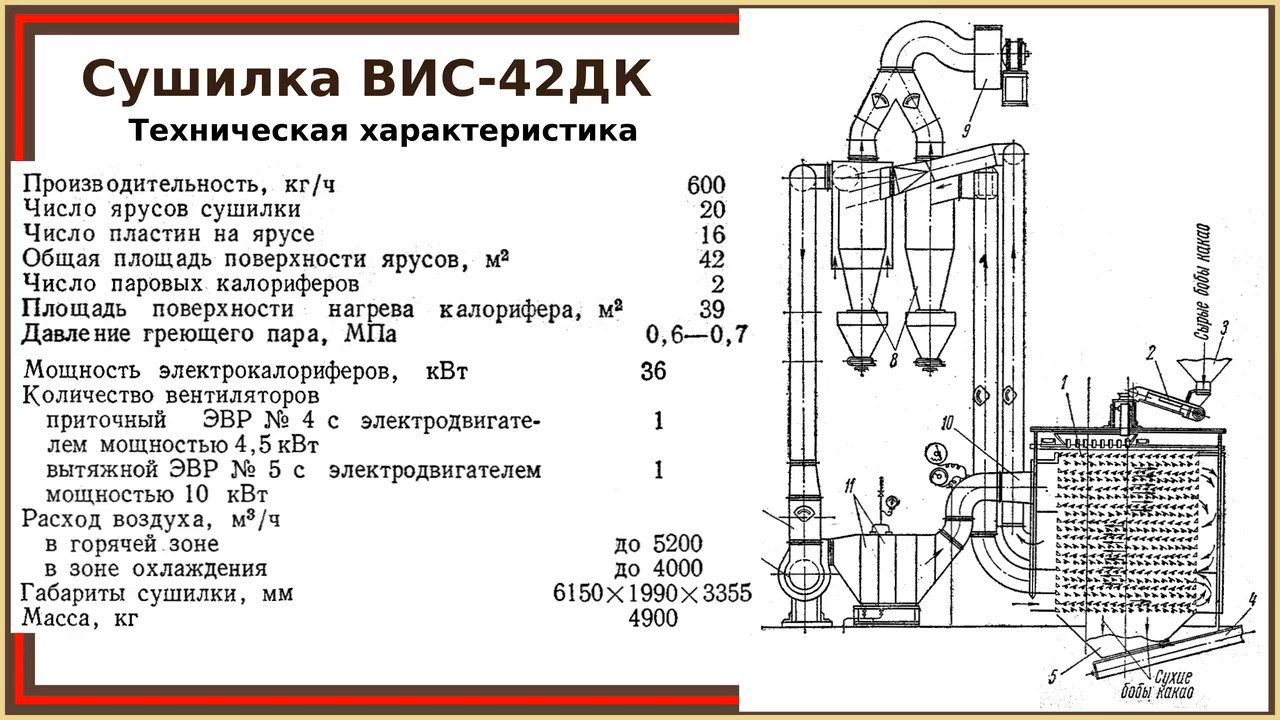 Сушилка ВИС-42ДК
Техническая характеристика
Производительность, кг/ч 600
Число ярусов сушилки 20
Число пластин на ярусе 16
Общая площадь поверхности ярусов, м² 42
Число паровых калориферов 2
Площадь поверхности нагрева калорифера, м² 39
Давление греющего пара, МПа 0,6—0,7
Мощность электрокалориферов, кВт 36
Количество вентиляторов
приточный ЭВР № 4 с электродвигате- 1
лем мощностью 4,5 кВт
вытяжной ЭВР № 5 с электродвигателем 1
мощностью 10 кВт
Расход воздуха, м³/ч
в горячей зоне до 5200
в зоне охлаждения до 4000
Габариты сушилки, мм 6150×1990×3355
Масса, кг 4900
9
8
Сырые бобы какао
3
2
1
10
11
4
5
Сухие
бобы какао